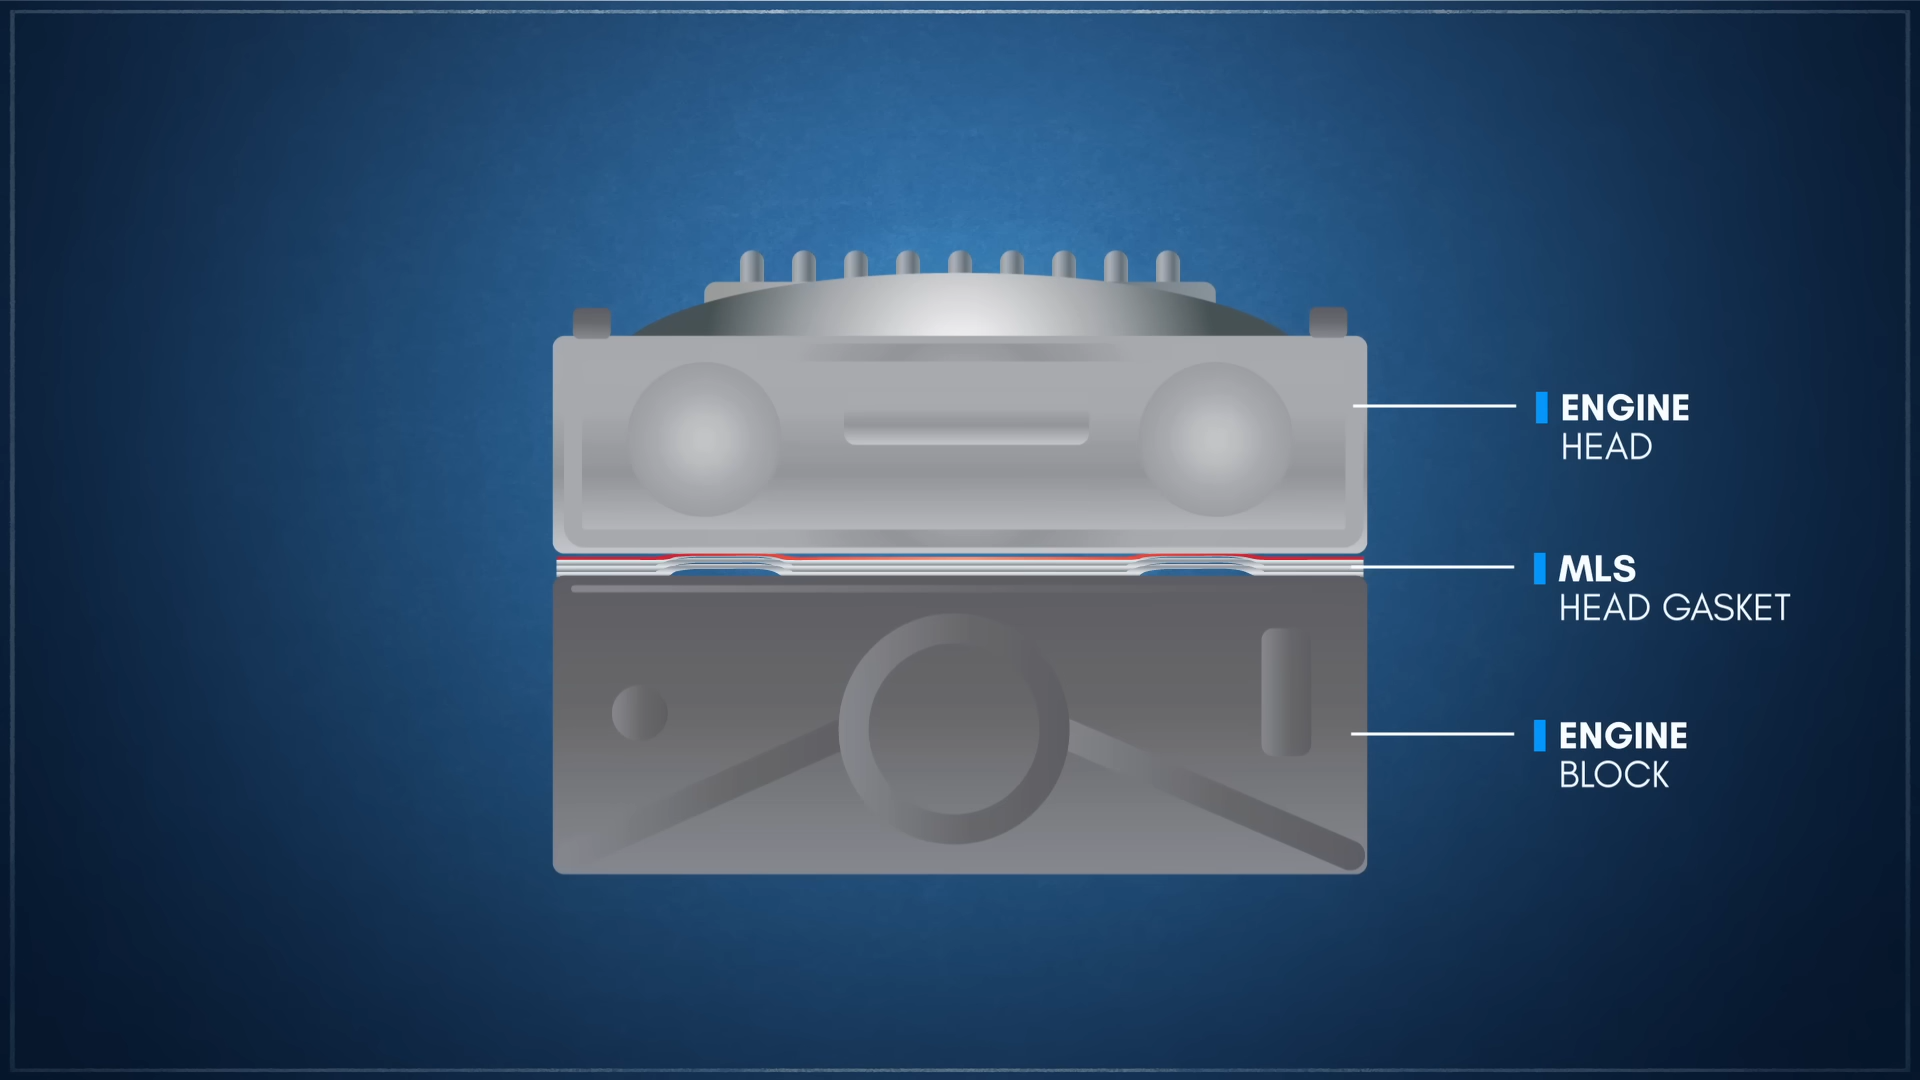 ENGINE
HEAD
MLS
HEAD GASKET
ENGINE
BLOCK